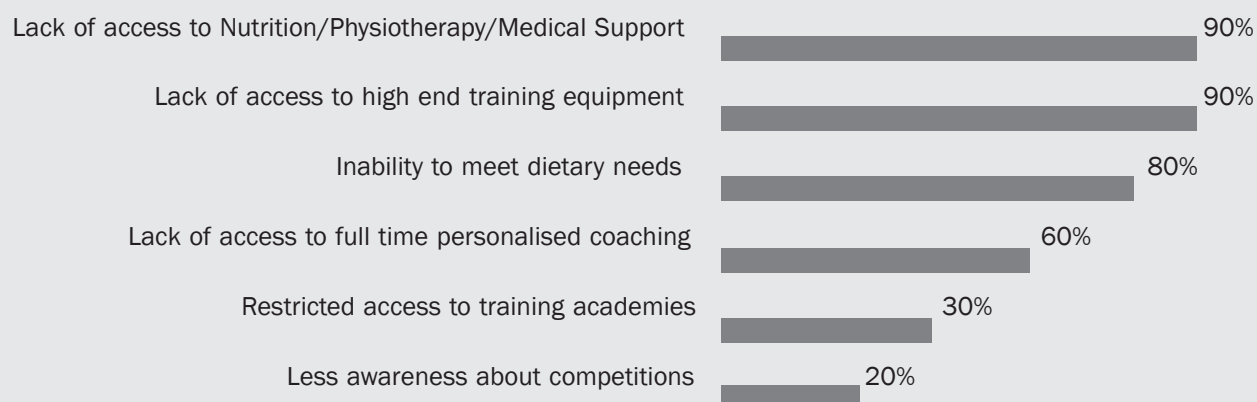 Lack of access to Nutrition/Physiotherapy/Medical Support 90%
Lack of access to high end training equipment 90%
Inability to meet dietary needs 80%
Lack of access to full time personalised coaching 60%
Restricted access to training academies 30%
Less awareness about competitions 20%